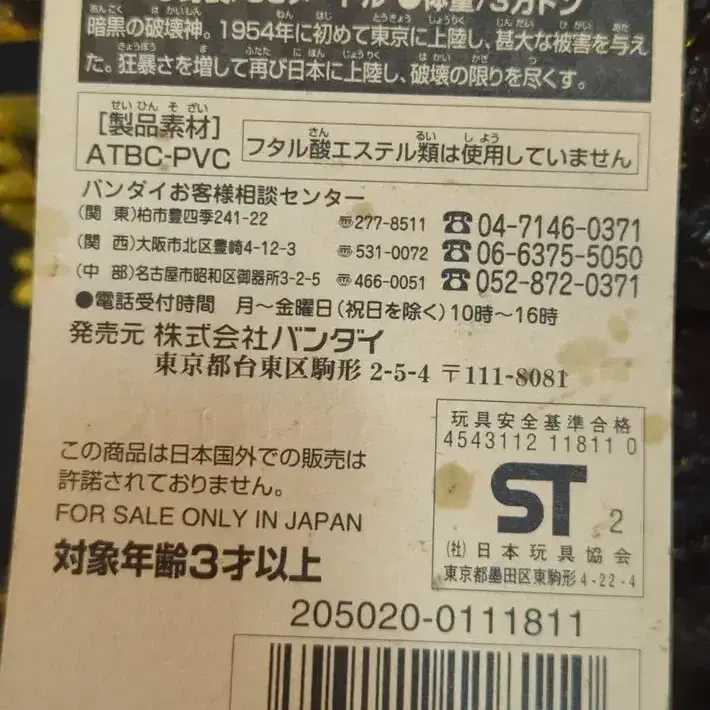 メートル●体重/3万トン
暗黒の破壊神。1954年に初めて東京に上陸し、甚大な被害を与え
た。狂暴さを増して再び日本に上陸し、破壊の限りを尽くす。
[製品素材]
ATBC-PVC
フタル酸エステル類は使用していません
バンダイお客様相談センター
(関 東)柏市豊四季241-22 〠277-8511 ☎04-7146-0371
(関 西)大阪市北区豊崎4-12-3 〠531-0072 ☎06-6375-5050
(中 部)名古屋市昭和区御器所3-2-5 〠466-0051 ☎052-872-0371
●電話受付時間 月〜金曜日(祝日を除く)10時〜16時
発売元 株式会社バンダイ
東京都台東区駒形 2-5-4 〒111-8081
この商品は日本国外での販売は
許諾されておりません。
FOR SALE ONLY IN JAPAN
対象年齢3才以上
玩具安全基準合格
4543112 11811 0
ST 2
(社)日本玩具協会
東京都墨田区東駒形4-22-4
205020-0111811